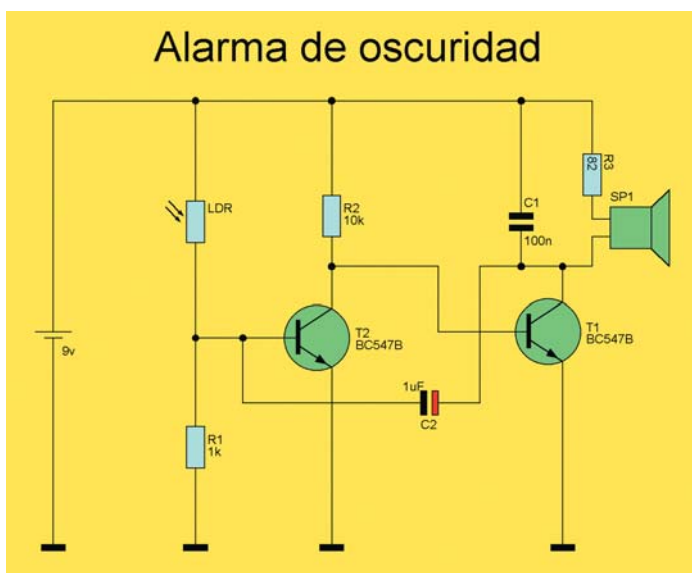 Alarma de oscuridad
LDR
R2
10k
C1
100n
R3
82
SP1
9v
T2
BC547B
T1
BC547B
1uF
C2
R1
1k